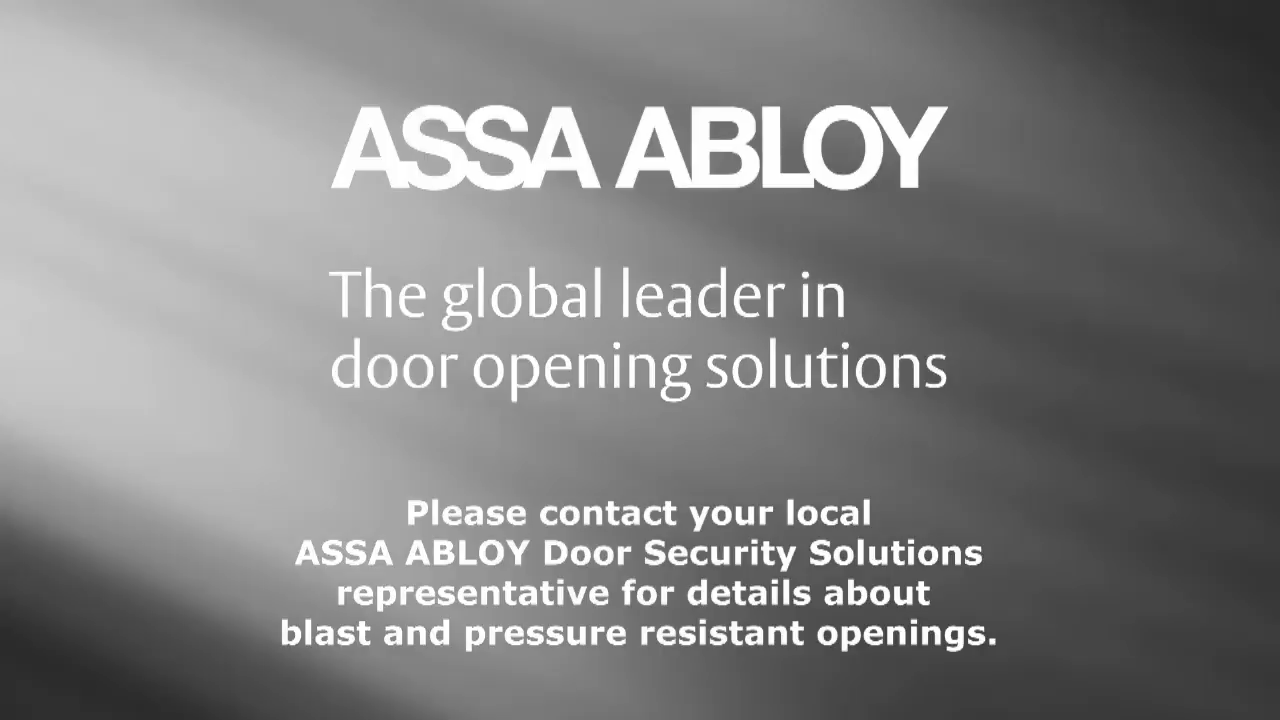 ASSA ABLOY
The global leader in
door opening solutions
Please contact your local
ASSA ABLOY Door Security Solutions
representative for details about
blast and pressure resistant openings.